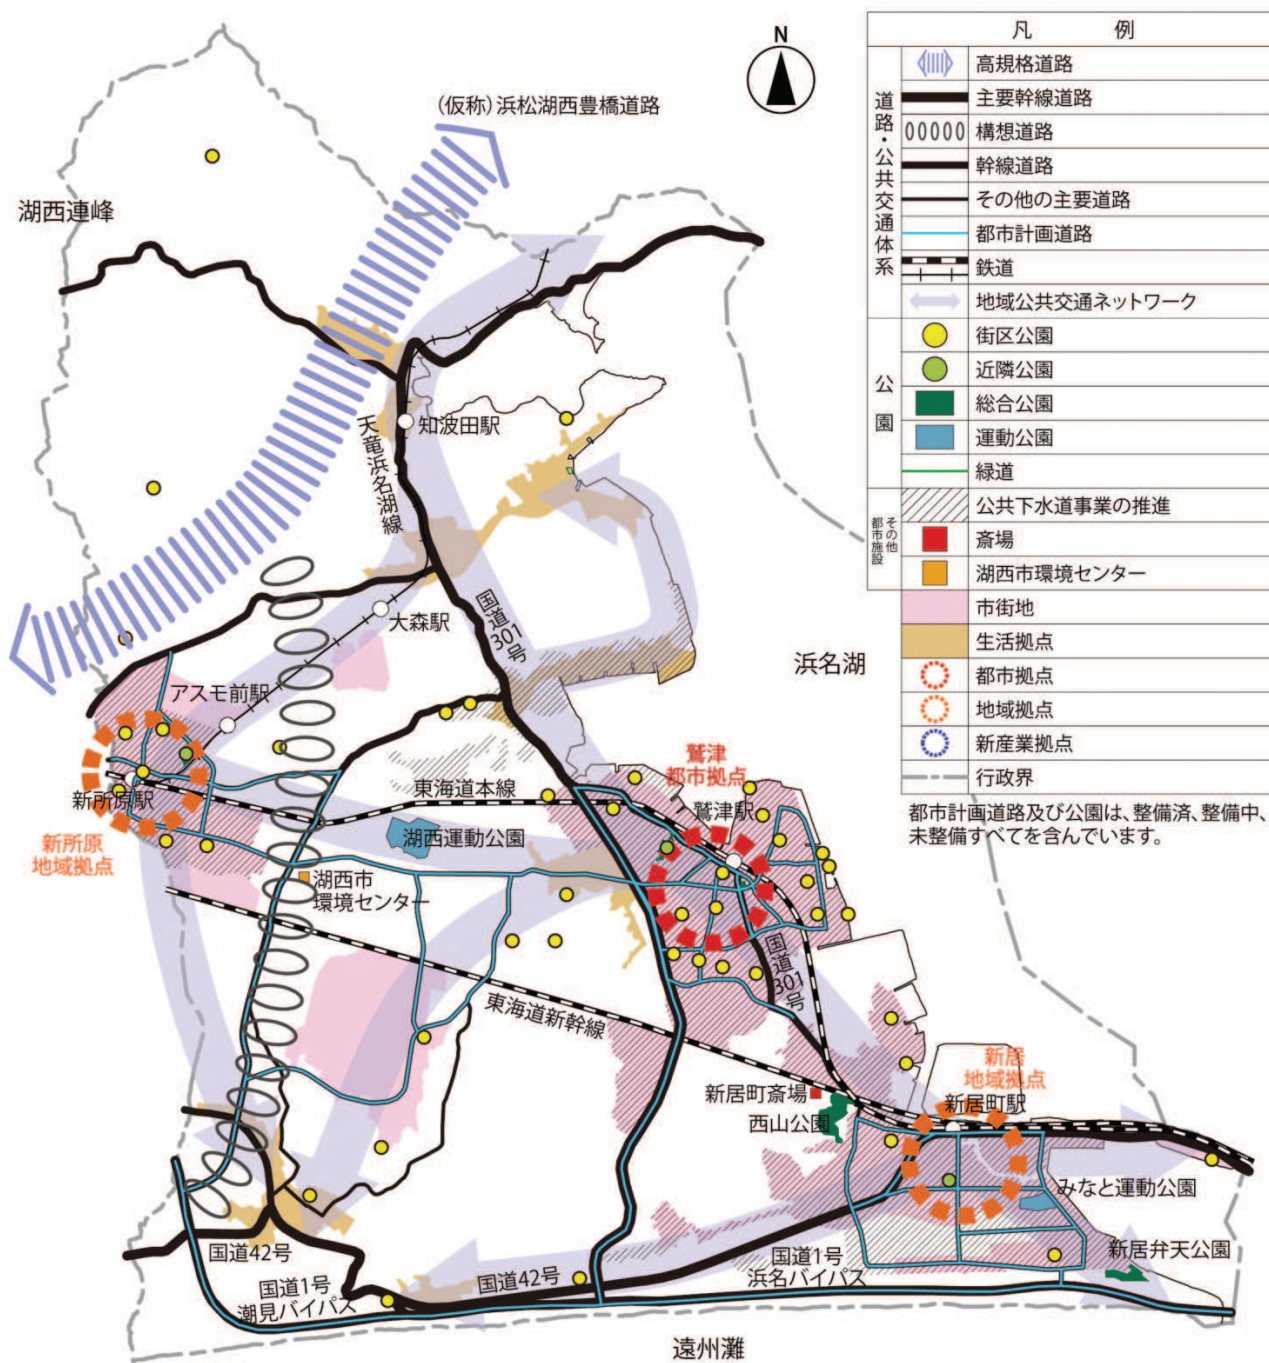 N
(仮称)浜松湖西豊橋道路
湖西連峰
知波田駅
天竜浜名湖線
大森駅
国道
301
号
アスモ前駅
浜名湖
鷲津
都市拠点
鷲津駅
東海道本線
新所原駅
新所原
地域拠点
湖西運動公園
湖西市
環境センター
国道
301
号
東海道新幹線
新居町斎場
西山公園
新居
地域拠点
新居町駅
みなと運動公園
新居弁天公園
国道42号
国道1号
潮見バイパス
国道42号
国道1号
浜名バイパス
遠州灘
凡 例
道路・公共交通体系
高規格道路
主要幹線道路
構想道路
幹線道路
その他の主要道路
都市計画道路
鉄道
地域公共交通ネットワーク
公園
街区公園
近隣公園
総合公園
運動公園
緑道
その他
都市施設
公共下水道事業の推進
斎場
湖西市環境センター
市街地
生活拠点
都市拠点
地域拠点
新産業拠点
行政界
都市計画道路及び公園は、整備済、整備中、
未整備すべてを含んでいます。